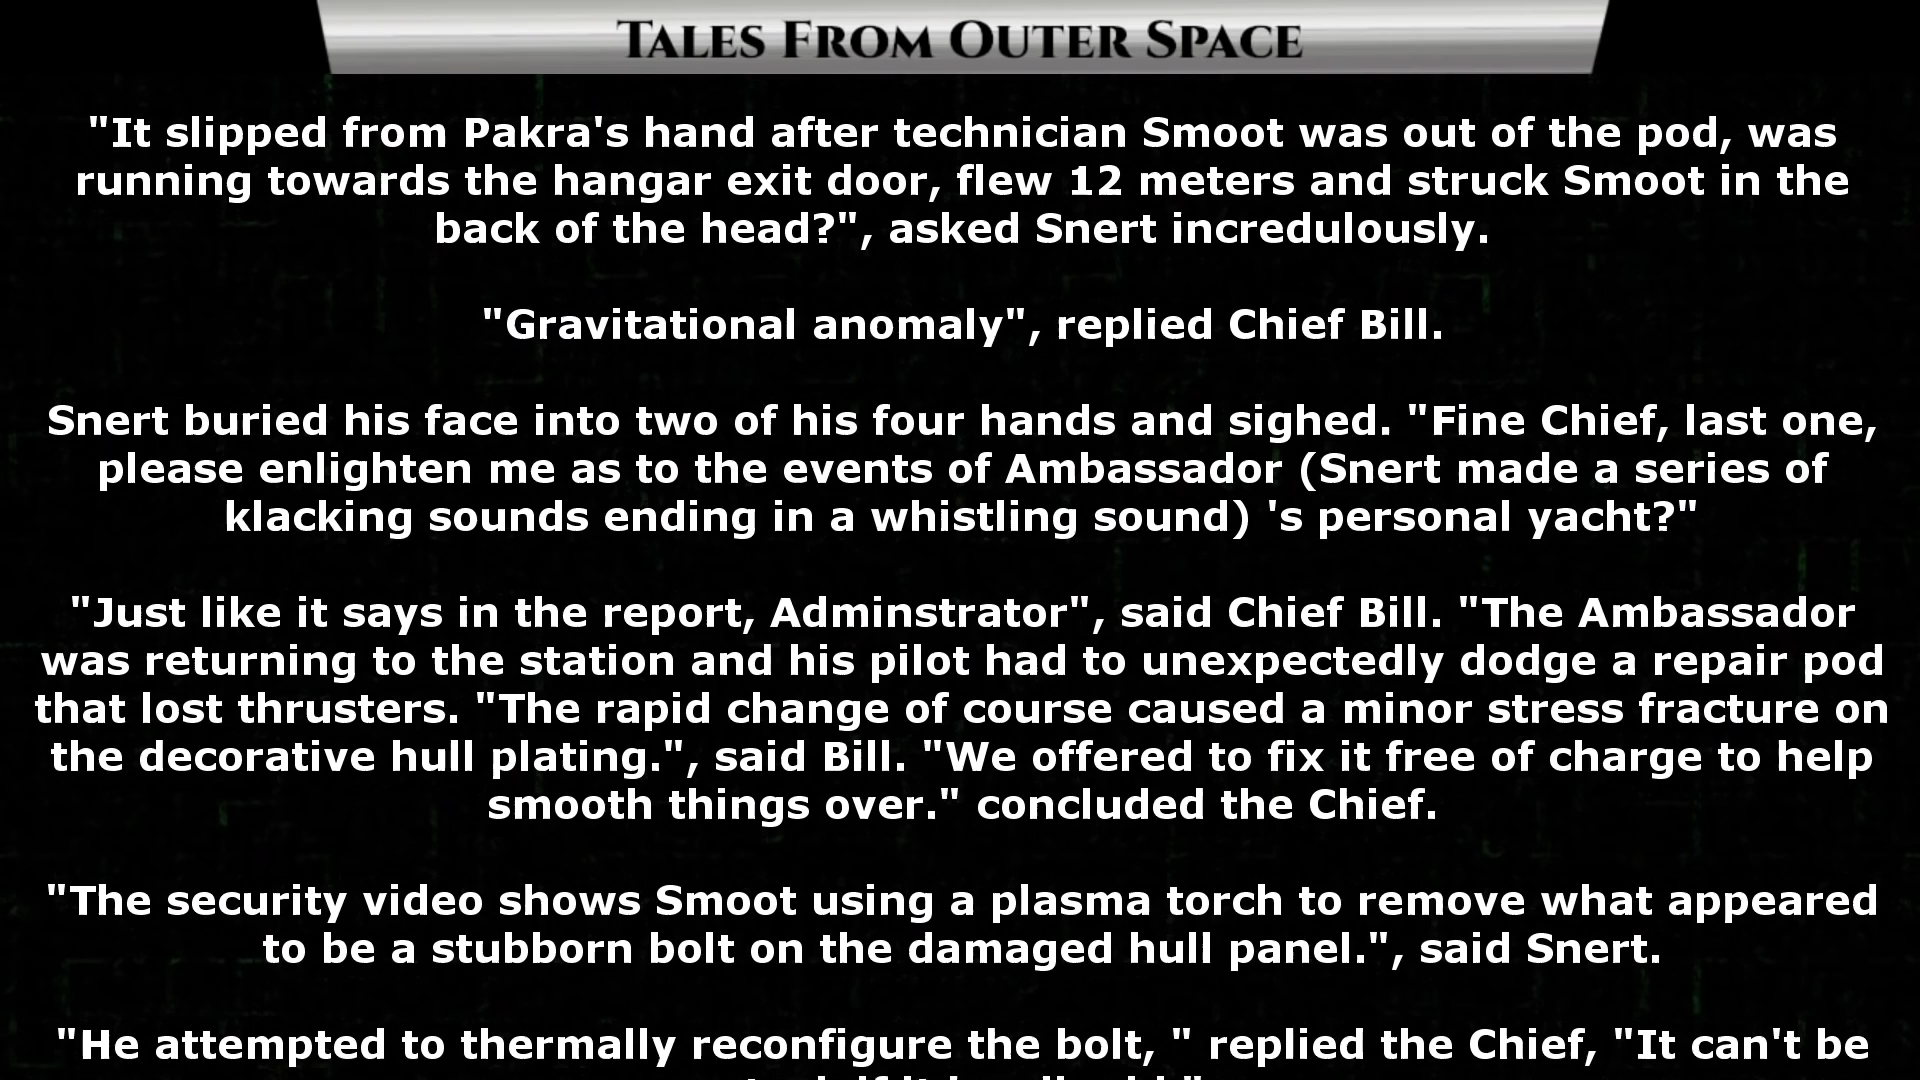 Tales From Outer Space
"It slipped from Pakra's hand after technician Smoot was out of the pod, was
running towards the hangar exit door, flew 12 meters and struck Smoot in the
back of the head?", asked Snert incredulously.
"Gravitational anomaly", replied Chief Bill.
Snert buried his face into two of his four hands and sighed. "Fine Chief, last one,
please enlighten me as to the events of Ambassador (Snert made a series of
klacking sounds ending in a whistling sound) 's personal yacht?"
"Just like it says in the report, Adminstrator", said Chief Bill. "The Ambassador
was returning to the station and his pilot had to unexpectedly dodge a repair pod
that lost thrusters. "The rapid change of course caused a minor stress fracture on
the decorative hull plating.", said Bill. "We offered to fix it free of charge to help
smooth things over." concluded the Chief.
"The security video shows Smoot using a plasma torch to remove what appeared
to be a stubborn bolt on the damaged hull panel.", said Snert.
"He attempted to thermally reconfigure the bolt, " replied the Chief, "It can't be